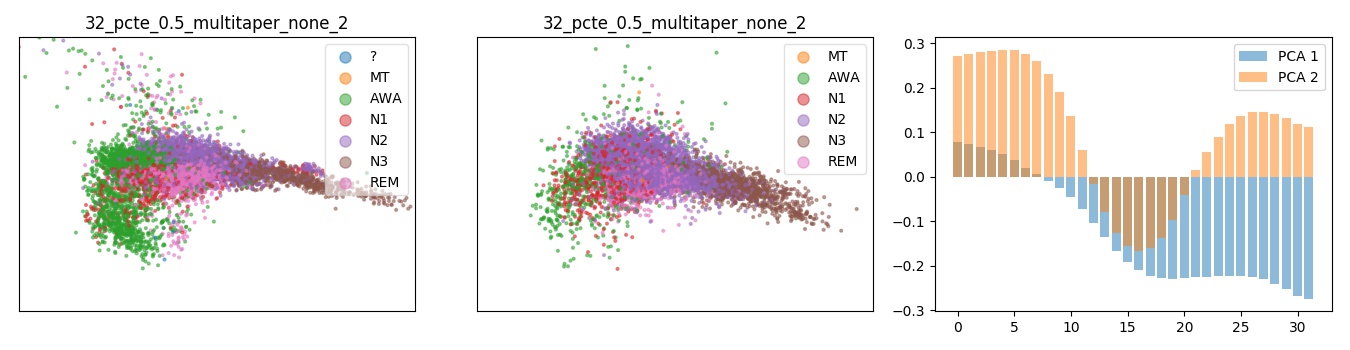 32_pcte_0.5_multitaper_none_2
?
MT
AWA
N1
N2
N3
REM
32_pcte_0.5_multitaper_none_2
MT
AWA
N1
N2
N3
REM
0.3
0.2
0.1
0.0
−0.1
−0.2
−0.3
PCA 1
PCA 2
0 5 10 15 20 25 30